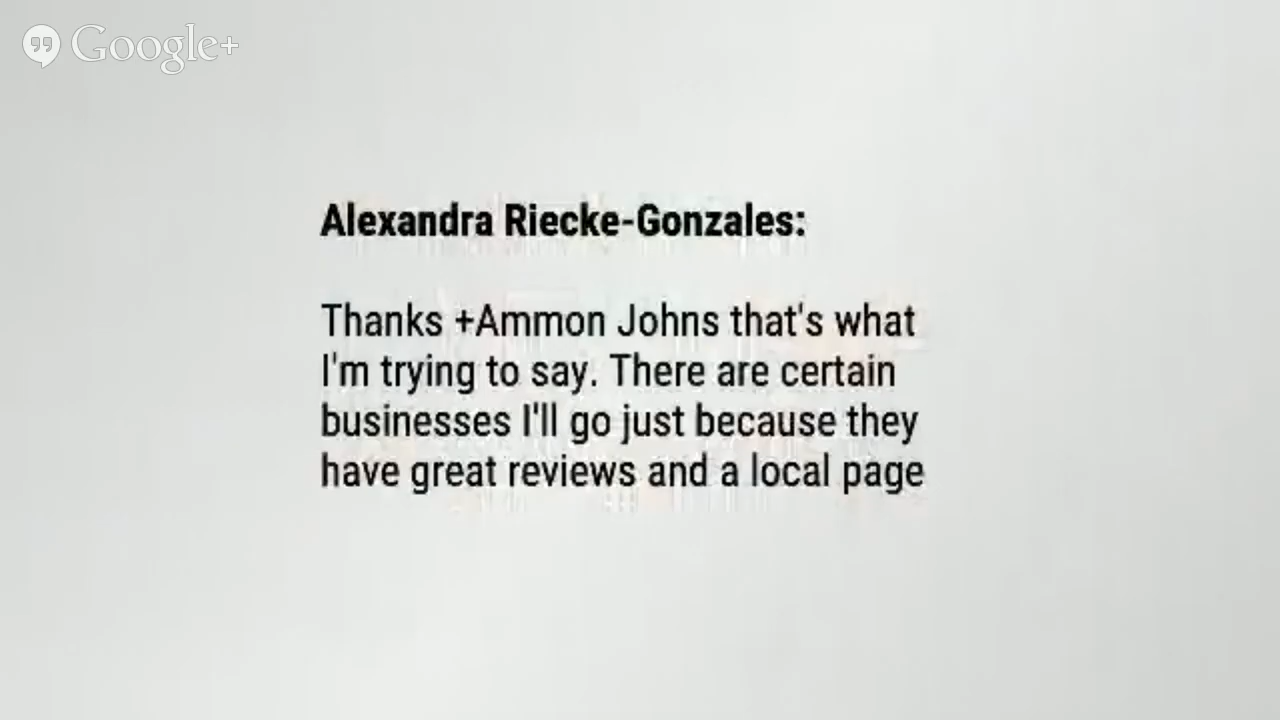 Google+
Alexandra Riecke-Gonzales:
Thanks +Ammon Johns that's what
I'm trying to say. There are certain
businesses I'll go just because they
have great reviews and a local page